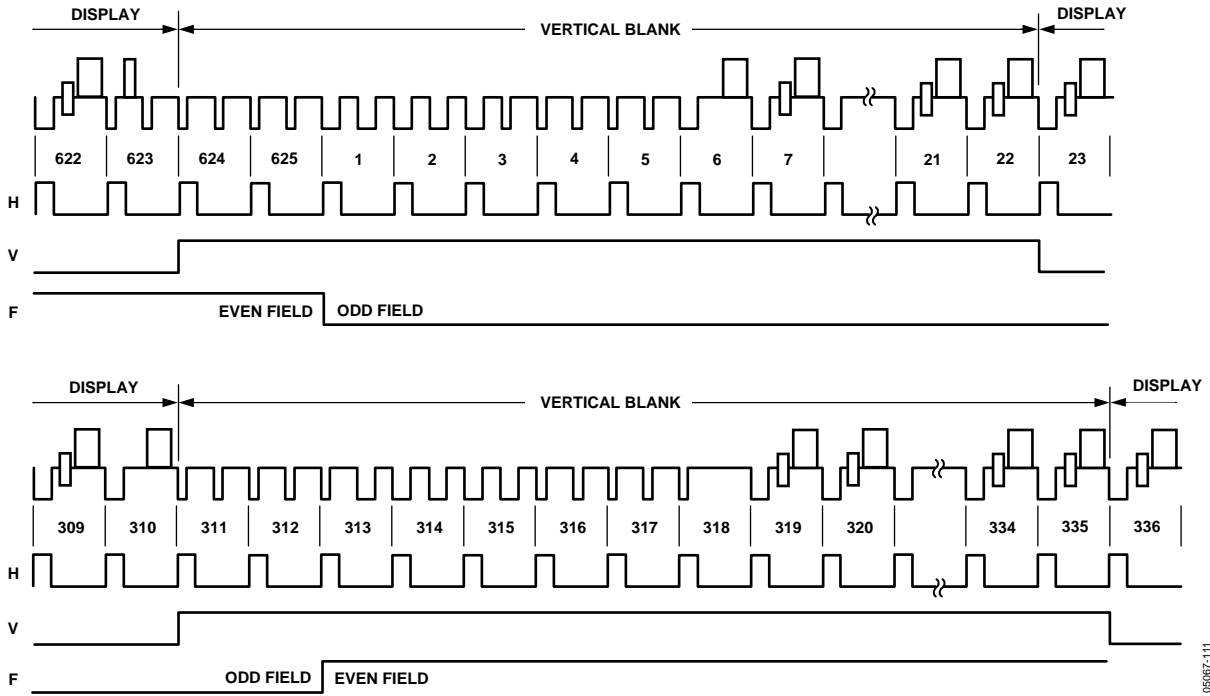 DISPLAY VERTICAL BLANK DISPLAY
622 623 624 625 1 2 3 4 5 6 7 21 22 23
H
V
F EVEN FIELD ODD FIELD
DISPLAY VERTICAL BLANK DISPLAY
309 310 311 312 313 314 315 316 317 318 319 320 334 335 336
H
V
F ODD FIELD EVEN FIELD
05067-111